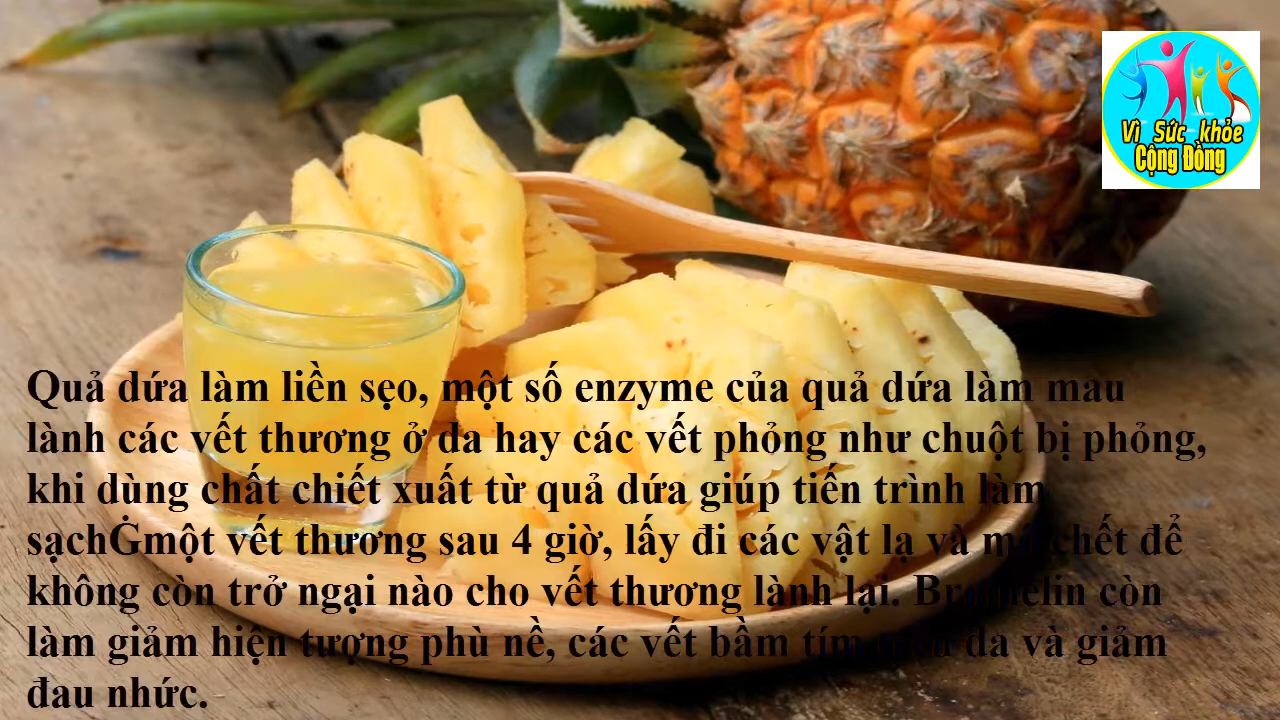 Vì Sức khỏe
Cộng Đồng
Quả dứa làm liền sẹo, một số enzyme của quả dứa làm mau
lành các vết thương ở da hay các vết phỏng như chuột bị phỏng,
khi dùng chất chiết xuất từ quả dứa giúp tiến trình làm
sạchĠmột vết thương sau 4 giờ, lấy đi các vật lạ và mô chết để
không còn trở ngại nào cho vết thương lành lại. Bromelin còn
làm giảm hiện tượng phù nề, các vết bầm tím da và giảm
đau nhức.